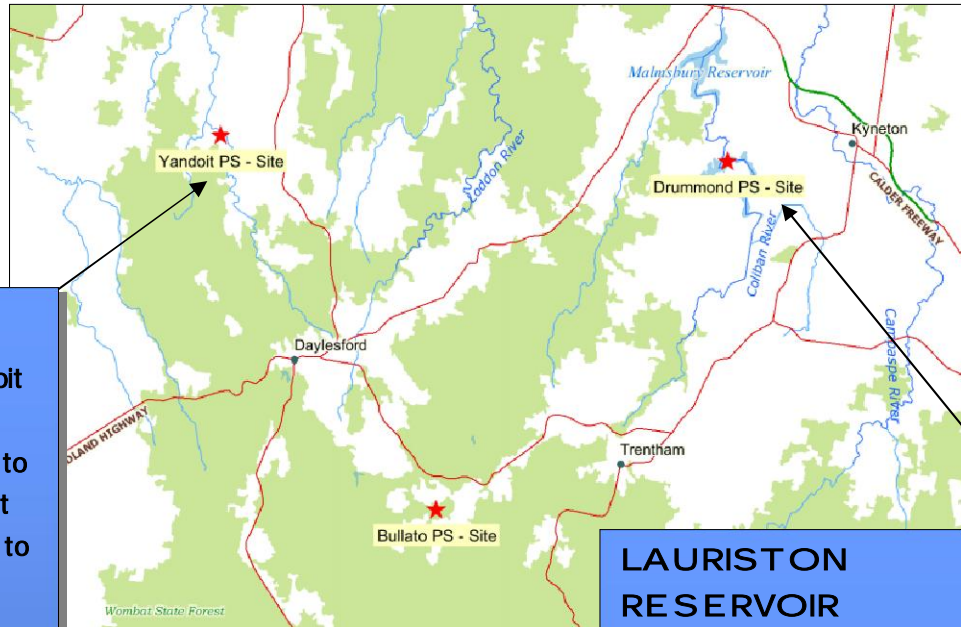 Malmsbury Reservoir
Kyneton
Yandoit PS - Site
Drummond PS - Site
Loddon River
CALDER FREEWAY
Coliban River
Campaspe River
Daylesford
oit
to
t
to
DLAND HIGHWAY
Trentham
Bullato PS - Site
Wombat State Forest
LAURISTON
RESERVOIR